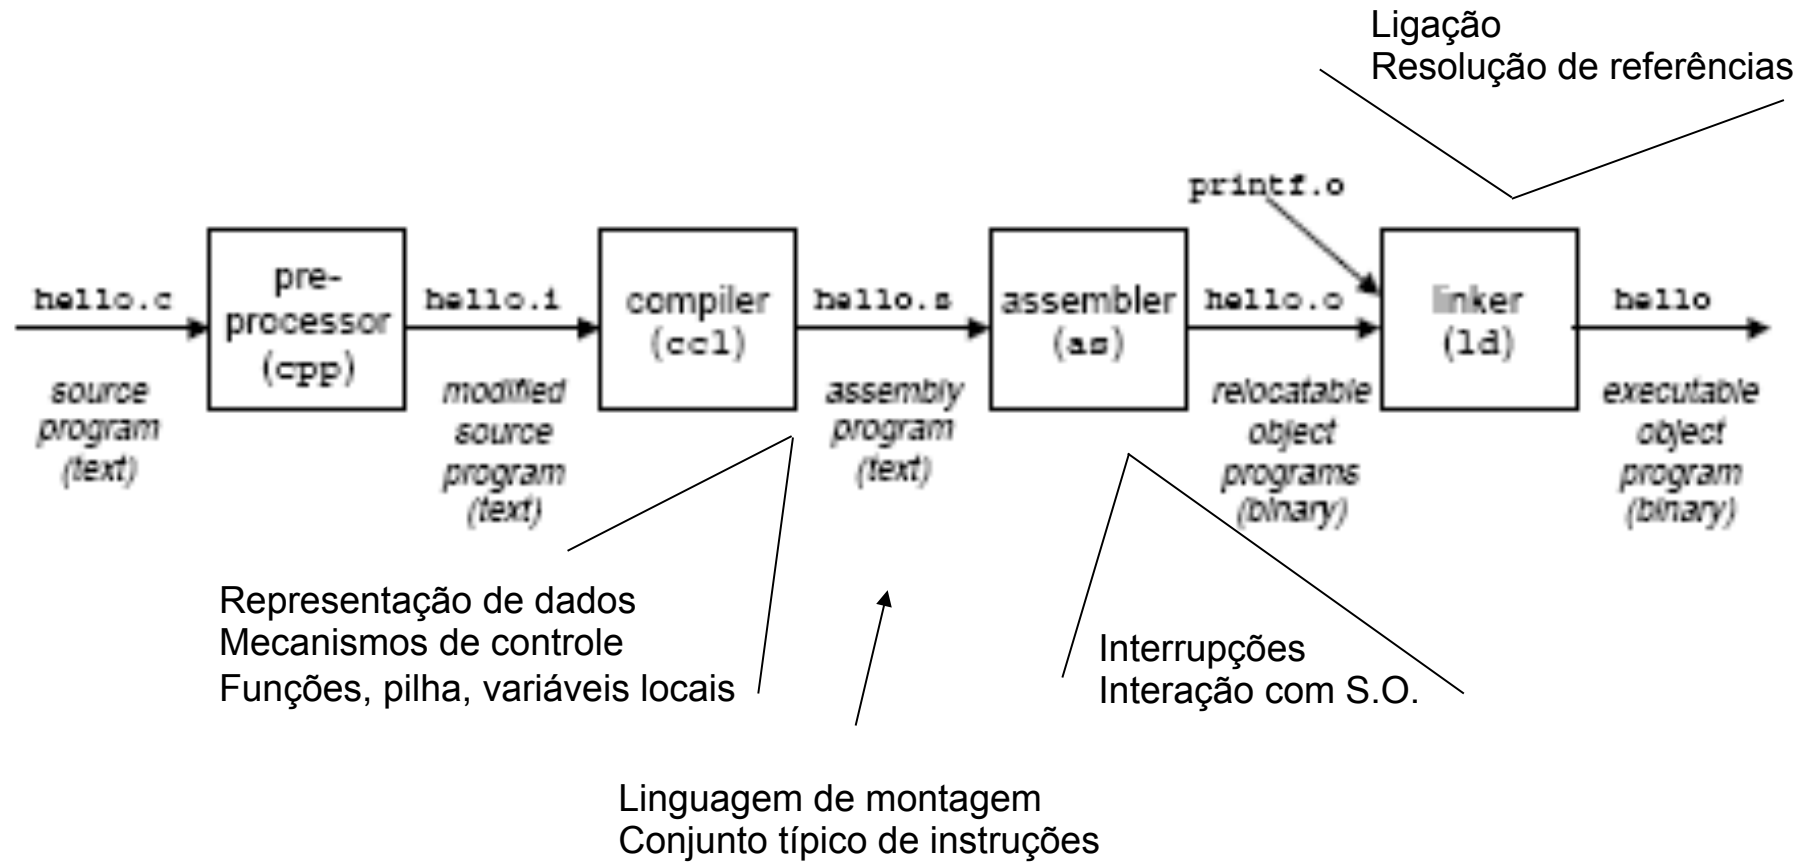 Ligação
Resolução de referências
printf.o
hello.c
pre-
processor
(cpp)
hello.i
compiler
(cc1)
hello.s
assembler
(as)
hello.o
linker
(ld)
hello
source
program
(text)
modified
source
program
(text)
assembly
program
(text)
relocatable
object
programs
(binary)
executable
object
program
(binary)
Representação de dados
Mecanismos de controle
Funções, pilha, variáveis locais
Interrupções
Interação com S.O.
Linguagem de montagem
Conjunto típico de instruções